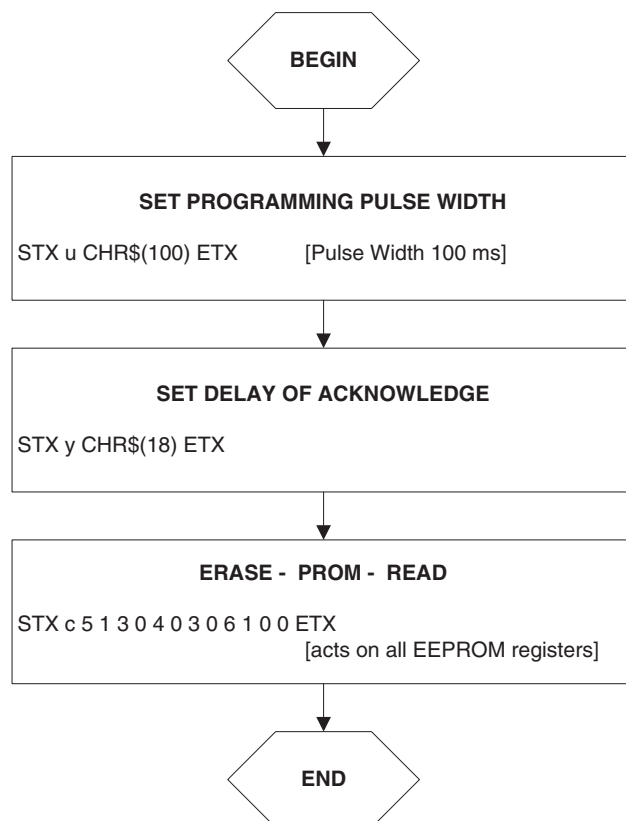 BEGIN
SET PROGRAMMING PULSE WIDTH
STX u CHR$(100) ETX [Pulse Width 100 ms]
SET DELAY OF ACKNOWLEDGE
STX y CHR$(18) ETX
ERASE - PROM - READ
STX c 5 1 3 0 4 0 3 0 6 1 0 0 ETX
[acts on all EEPROM registers]
END